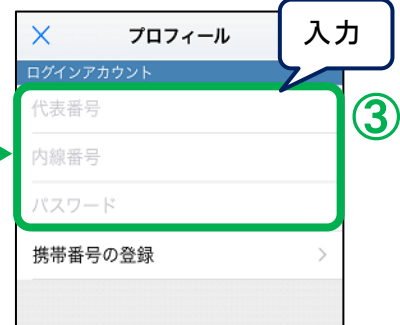 プロフィール
入力
ログインアカウント
代表番号
③
内線番号
パスワード
携帯番号の登録